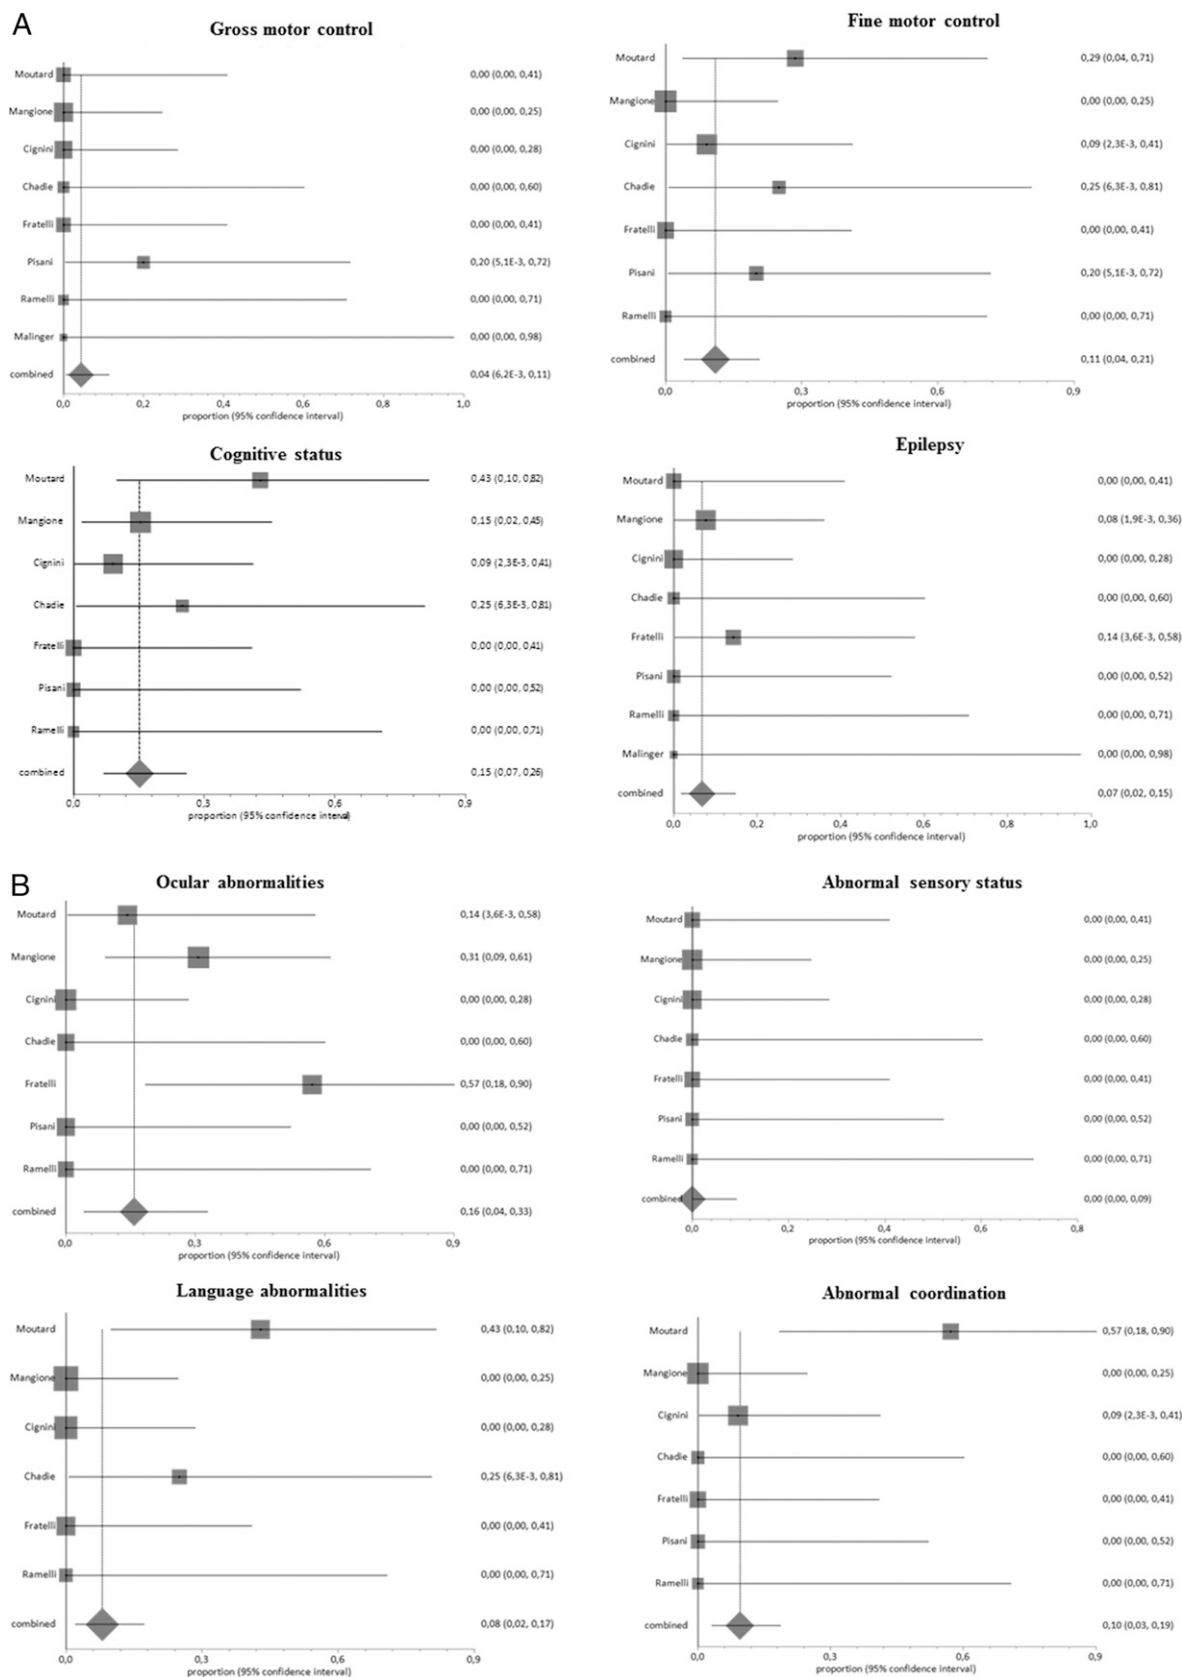 A
Gross motor control
Moutard 0,00 (0,00, 0,41)
Mangione 0,00 (0,00, 0,25)
Cignini 0,00 (0,00, 0,28)
Chadie 0,00 (0,00, 0,60)
Fratelli 0,00 (0,00, 0,41)
Pisani 0,20 (5,1E-3, 0,72)
Ramelli 0,00 (0,00, 0,71)
Malinger 0,00 (0,00, 0,98)
combined 0,04 (6,2E-3, 0,11)
0,0 0,2 0,4 0,6 0,8 1,0
proportion (95% confidence interval)
Fine motor control
Moutard 0,29 (0,04, 0,71)
Mangione 0,00 (0,00, 0,25)
Cignini 0,09 (2,3E-3, 0,41)
Chadie 0,25 (6,3E-3, 0,81)
Fratelli 0,00 (0,00, 0,41)
Pisani 0,20 (5,1E-3, 0,72)
Ramelli 0,00 (0,00, 0,71)
combined 0,11 (0,04, 0,21)
0,0 0,3 0,6 0,9
proportion (95% confidence interval)
Cognitive status
Moutard 0,43 (0,10, 0,82)
Mangione 0,15 (0,02, 0,45)
Cignini 0,09 (2,3E-3, 0,41)
Chadie 0,25 (6,3E-3, 0,81)
Fratelli 0,00 (0,00, 0,41)
Pisani 0,00 (0,00, 0,52)
Ramelli 0,00 (0,00, 0,71)
combined 0,15 (0,07, 0,26)
0,0 0,3 0,6 0,9
proportion (95% confidence interval)
Epilepsy
Moutard 0,00 (0,00, 0,41)
Mangione 0,08 (1,9E-3, 0,36)
Cignini 0,00 (0,00, 0,28)
Chadie 0,00 (0,00, 0,60)
Fratelli 0,14 (3,6E-3, 0,58)
Pisani 0,00 (0,00, 0,52)
Ramelli 0,00 (0,00, 0,71)
Malinger 0,00 (0,00, 0,98)
combined 0,07 (0,02, 0,15)
0,0 0,2 0,4 0,6 0,8 1,0
proportion (95% confidence interval)
B
Ocular abnormalities
Moutard 0,14 (3,6E-3, 0,58)
Mangione 0,31 (0,09, 0,61)
Cignini 0,00 (0,00, 0,28)
Chadie 0,00 (0,00, 0,60)
Fratelli 0,57 (0,18, 0,90)
Pisani 0,00 (0,00, 0,52)
Ramelli 0,00 (0,00, 0,71)
combined 0,16 (0,04, 0,33)
0,0 0,3 0,6 0,9
proportion (95% confidence interval)
Abnormal sensory status
Moutard 0,00 (0,00, 0,41)
Mangione 0,00 (0,00, 0,25)
Cignini 0,00 (0,00, 0,28)
Chadie 0,00 (0,00, 0,60)
Fratelli 0,00 (0,00, 0,41)
Pisani 0,00 (0,00, 0,52)
Ramelli 0,00 (0,00, 0,71)
combined 0,00 (0,00, 0,09)
0,0 0,2 0,4 0,6 0,8
proportion (95% confidence interval)
Language abnormalities
Moutard 0,43 (0,10, 0,82)
Mangione 0,00 (0,00, 0,25)
Cignini 0,00 (0,00, 0,28)
Chadie 0,25 (6,3E-3, 0,81)
Fratelli 0,00 (0,00, 0,41)
Ramelli 0,00 (0,00, 0,71)
combined 0,08 (0,02, 0,17)
0,0 0,3 0,6 0,9
proportion (95% confidence interval)
Abnormal coordination
Moutard 0,57 (0,18, 0,90)
Mangione 0,00 (0,00, 0,25)
Cignini 0,09 (2,3E-3, 0,41)
Chadie 0,00 (0,00, 0,60)
Fratelli 0,00 (0,00, 0,41)
Pisani 0,00 (0,00, 0,52)
Ramelli 0,00 (0,00, 0,71)
combined 0,10 (0,03, 0,19)
0,0 0,3 0,6 0,9
proportion (95% confidence interval)